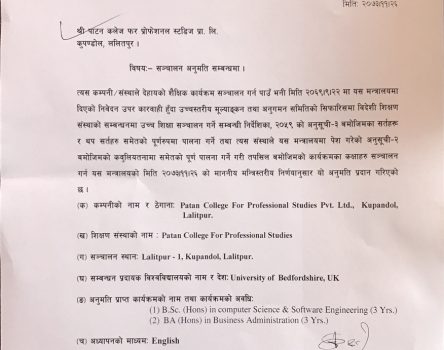 मितिः २०७३।११।२६
श्री पाटन कलेज फर प्रोफेशनल स्टडिज प्रा. लि.
कुपण्डोल, ललितपुर ।
विषयः- सञ्चालन अनुमति सम्बन्धमा ।
त्यस कम्पनी/संस्थाले देहायको शैक्षिक कार्यक्रम सञ्चालन गर्न पाउँ भनी मिति २०६९/९/२२ मा यस मन्त्रालयमा
दिएको निवेदन उपर कारवाही हुँदा उच्चस्तरीय मूल्याङ्कन तथा अनुगमन समितिको सिफारिसमा विदेशी शिक्षण
संस्थाको सम्बन्धनमा उच्च शिक्षा सञ्चालन गर्ने सम्बन्धी निर्देशिका, २०५९ को अनुसूची-३ बमोजिमका सर्तहरू
र थप सर्तहरु समेतको पूर्णरुपमा पालना गर्ने तथा त्यस संस्थाले यस मन्त्रालयमा पेश गरेको अनुसूची-२
बमोजिमको कवुलियतनामा समेतको पूर्ण पालना गर्ने गरी तपसिल बमोजिमको कार्यक्रमका कक्षाहरु सञ्चालन
गर्न यस मन्त्रालयको मिति २०७३।११।२६ को माननीय मन्त्रिस्तरीय निर्णयानुसार यो अनुमति प्रदान गरिएको
छ ।
(क) कम्पनीको नाम र ठेगानाः Patan College For Professional Studies Pvt. Ltd., Kupandol,
Lalitpur.
(ख) शिक्षण संस्थाको नाम : Patan College For Professional Studies
(ग) सञ्चालन स्थानः Lalitpur - 1, Kupandol, Lalitpur.
(घ) सम्बन्धन प्रदायक विश्वविद्यालयको नाम र देशः University of Bedfordshire, UK
(ङ) अनुमति प्राप्त कार्यक्रमको नाम तथा कार्यक्रमको अवधिः
(1) B.Sc. (Hons) in computer Science & Software Engineering (3 Yrs.)
(2) BA (Hons) in Business Administration (3 Yrs.)
(च) अध्यापनको माध्यमः English